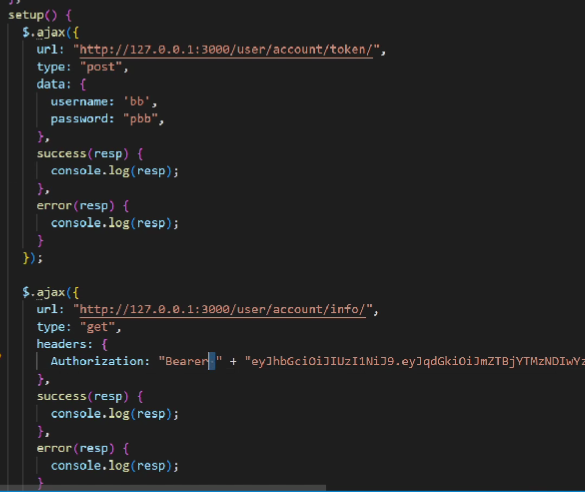 setup() {
$.ajax({
url: "http://127.0.0.1:3000/user/account/token/",
type: "post",
data: {
username: 'bb',
password: "pbb",
},
success(resp) {
console.log(resp);
},
error(resp) {
console.log(resp);
}
});
$.ajax({
url: "http://127.0.0.1:3000/user/account/info/",
type: "get",
headers: {
Authorization: "Bearer " + "eyJhbGciOiJIUzI1NiJ9.eyJqdGkiOiJmZTBjYTMzNDIwYz
},
success(resp) {
console.log(resp);
},
error(resp) {
console.log(resp);
}